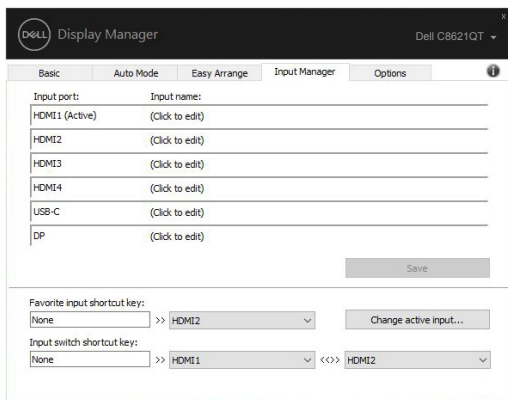 DELL Display Manager
x
Dell C8621QT
Basic Auto Mode Easy Arrange Input Manager Options i
Input port: Input name:
HDMI1 (Active) (Click to edit)
HDMI2 (Click to edit)
HDMI3 (Click to edit)
HDMI4 (Click to edit)
USB-C (Click to edit)
DP (Click to edit)
Save
Favorite input shortcut key:
None >> HDMI2 Change active input...
Input switch shortcut key:
None >> HDMI1 <<>> HDMI2